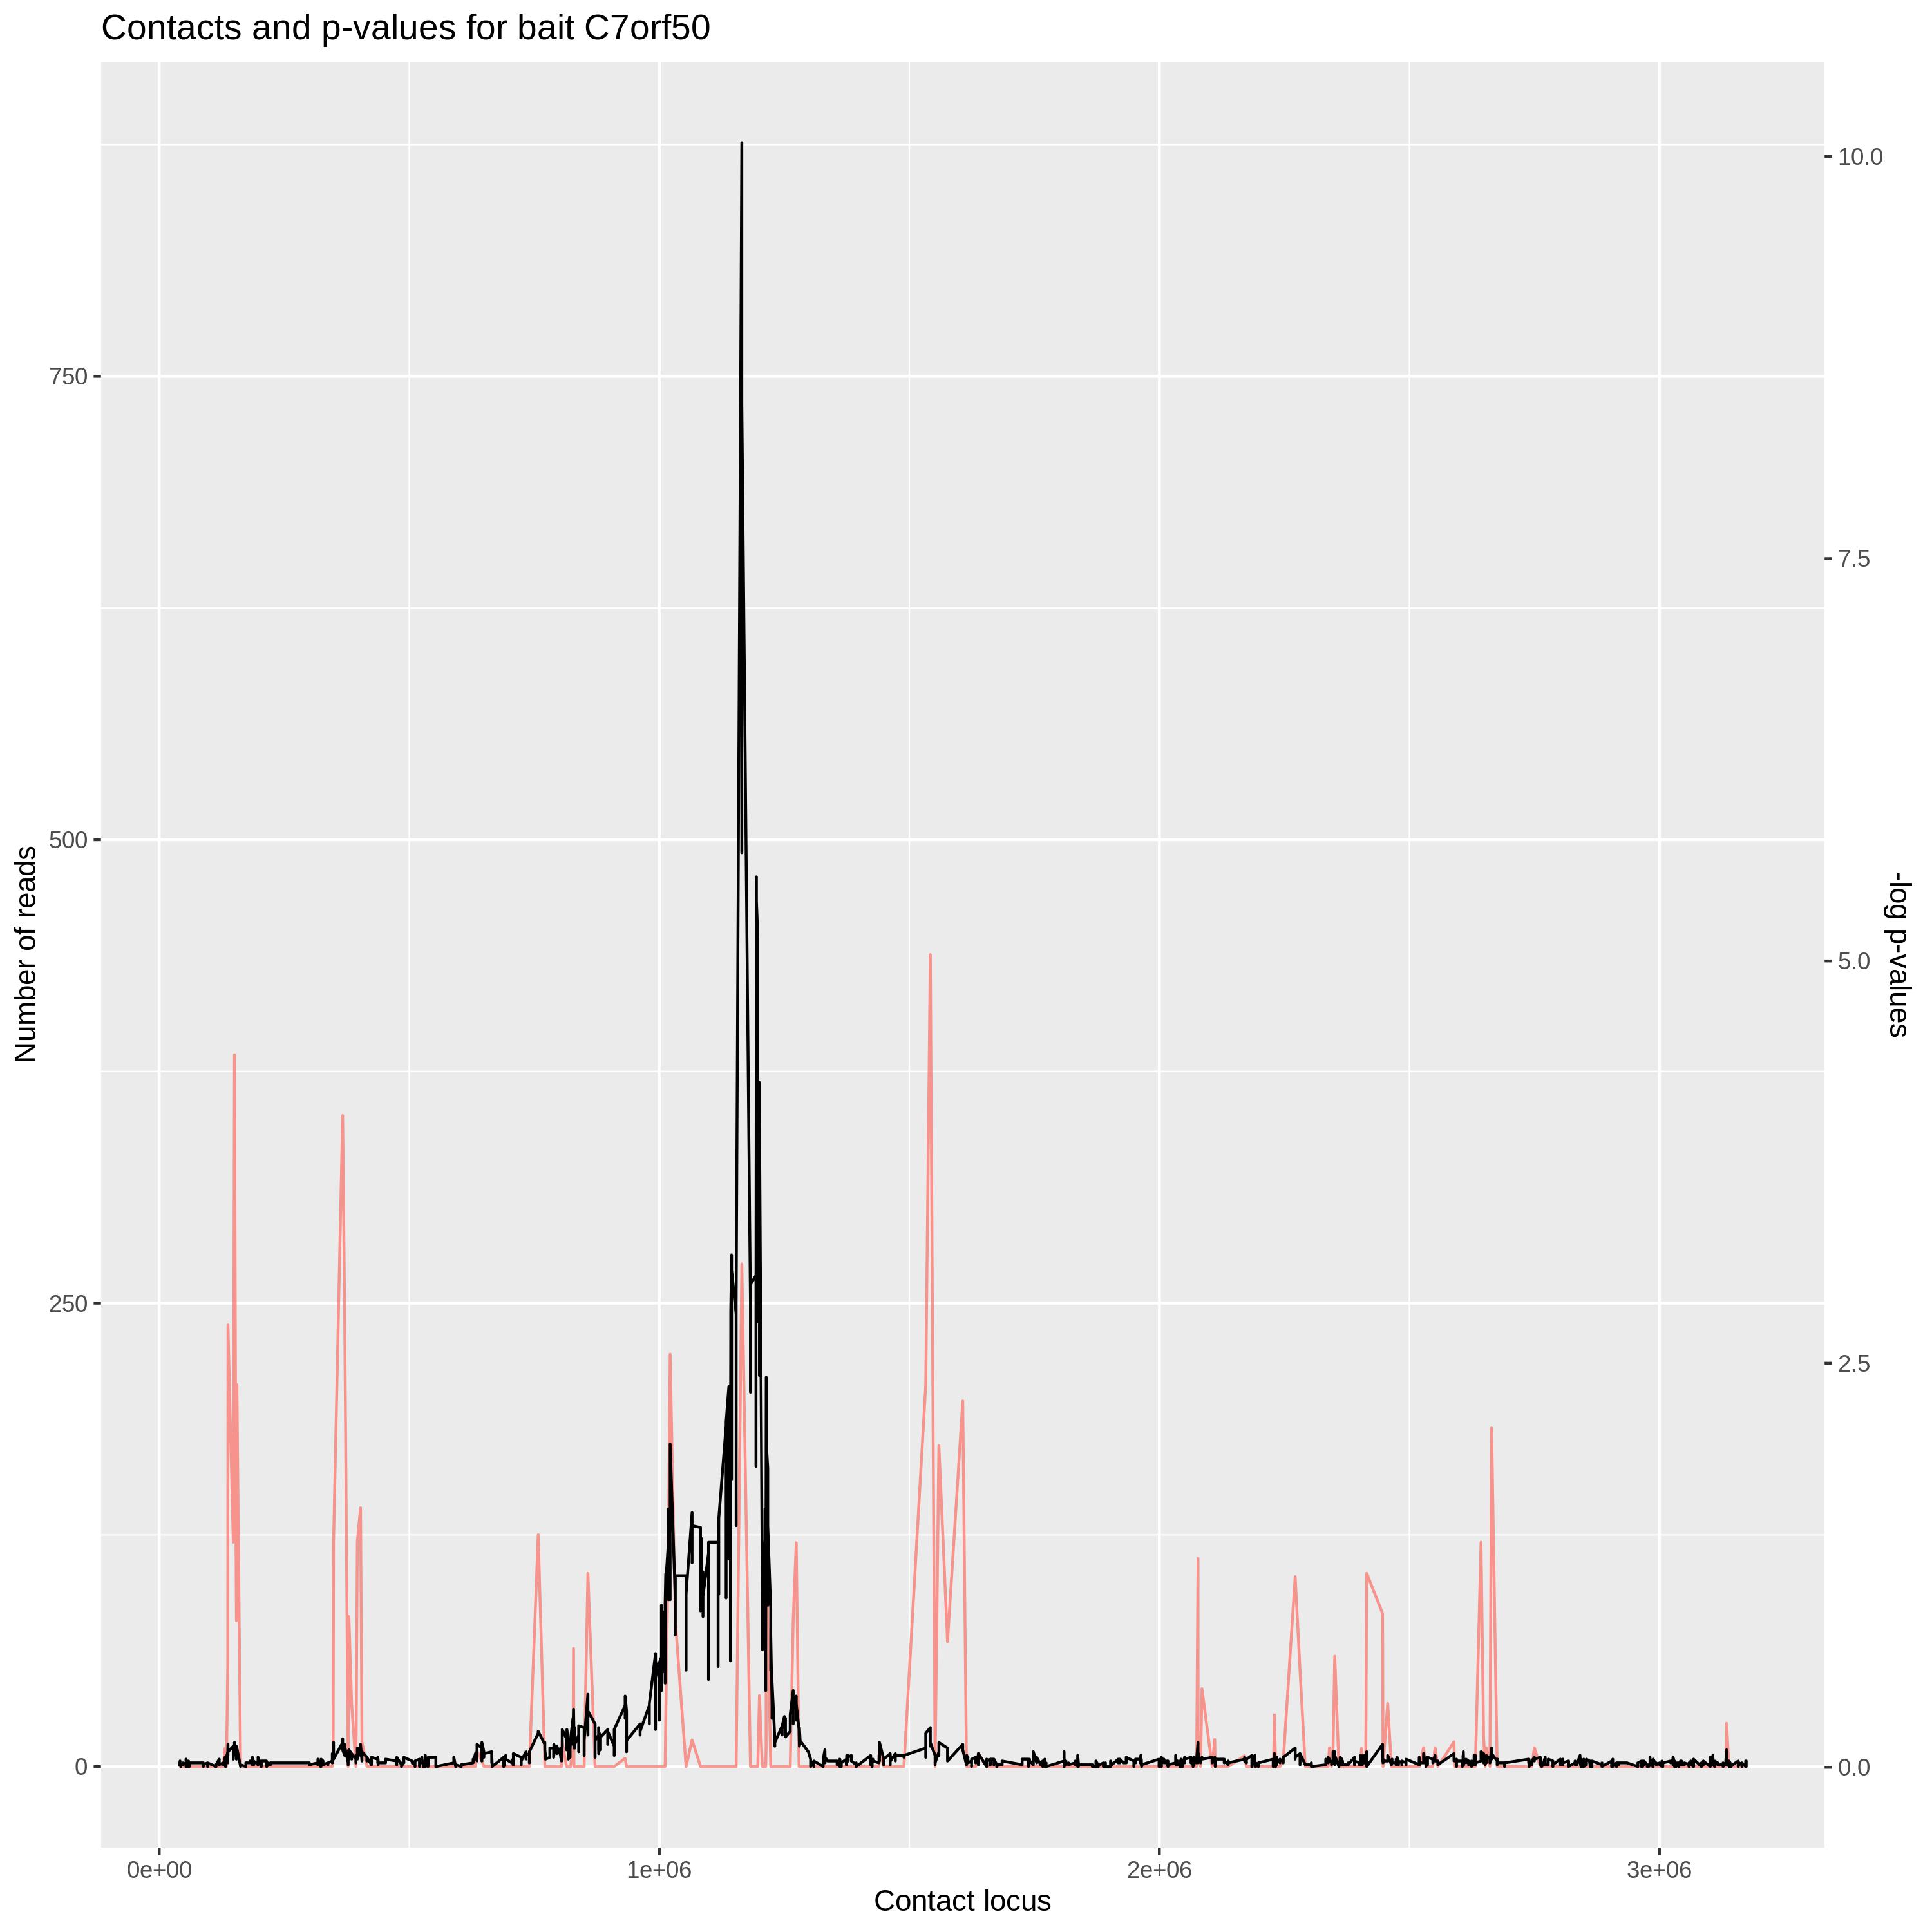 Contacts and p-values for bait C7orf50
750
500
250
0
Number of reads
10.0
7.5
5.0
2.5
0.0
-log p-values
0e+00
1e+06
2e+06
3e+06
Contact locus